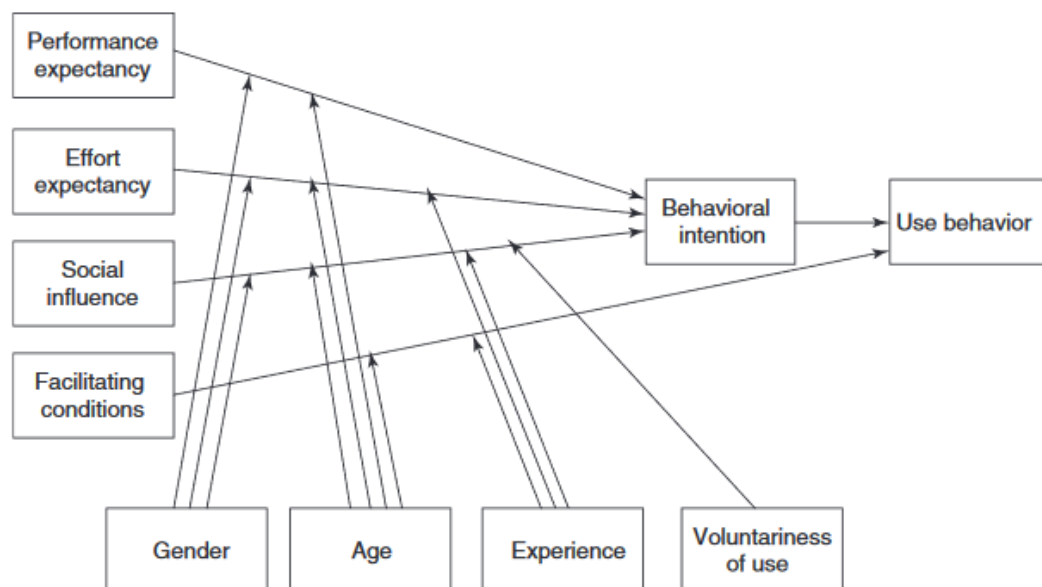 Performance
expectancy
Effort
expectancy
Social
influence
Facilitating
conditions
Behavioral
intention
Use behavior
Gender
Age
Experience
Voluntariness
of use